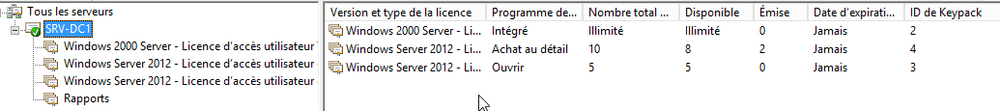 Tous les serveurs
SRV-DC1
Windows 2000 Server - Licence d'accès utilisateur
Windows Server 2012 - Licence d'accès utilisateur
Windows Server 2012 - Licence d'accès utilisateur
Rapports
Version et type de la licence Programme de... Nombre total ... Disponible Émise Date d'expirati... ID de Keypack
Windows 2000 Server - Li... Intégré Illimité Illimité 0 Jamais 2
Windows Server 2012 - Li... Achat au détail 10 8 2 Jamais 4
Windows Server 2012 - Li... Ouvrir 5 5 0 Jamais 3